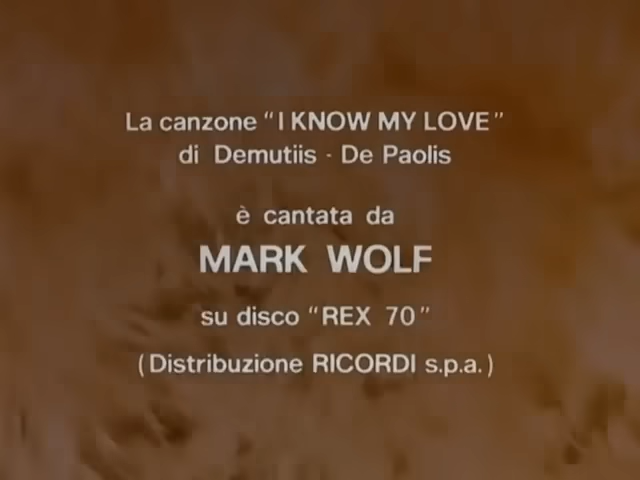 La canzone "I KNOW MY LOVE"
di Demutiis - De Paolis
è cantata da
MARK WOLF
su disco "REX 70"
(Distribuzione RICORDI s.p.a.)